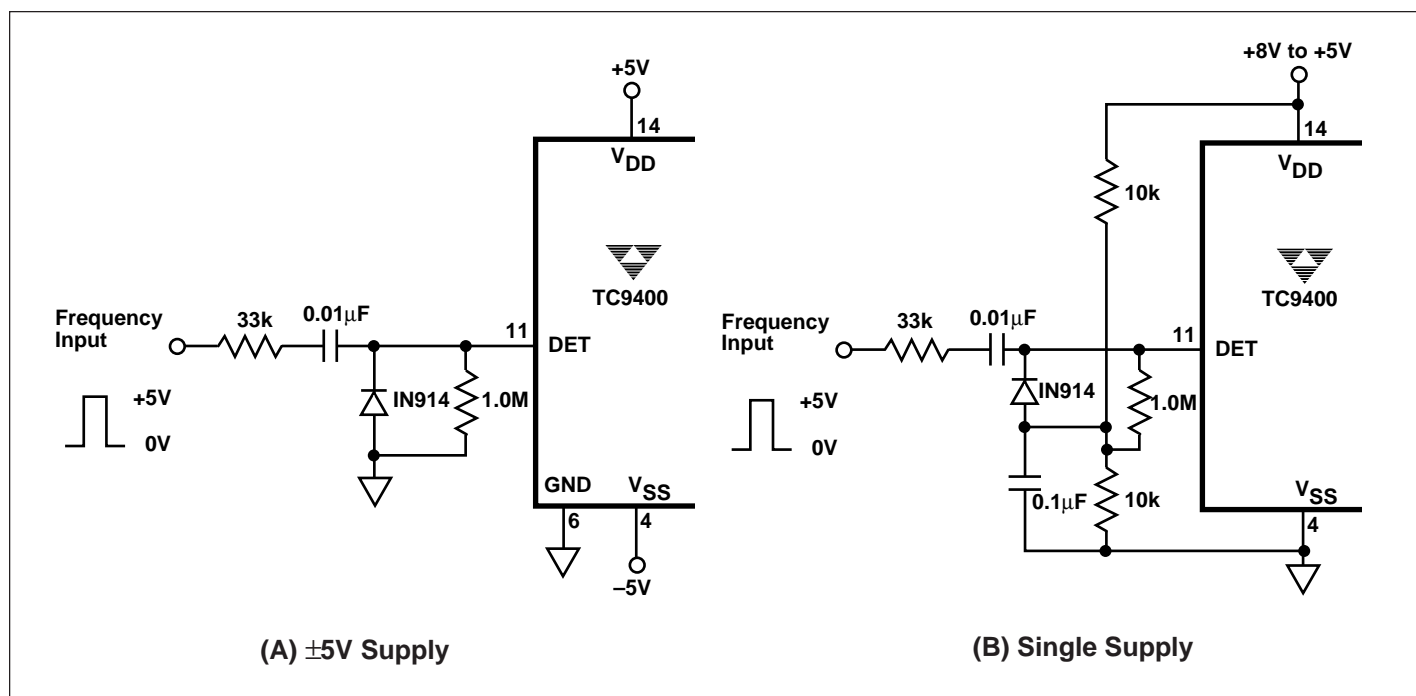 +5V
14
VDD
TC9400
Frequency
Input
33k
0.01μF
11
DET
IN914
1.0M
+5V
0V
GND
VSS
6
4
–5V
(A) ±5V Supply
+8V to +5V
14
VDD
10k
TC9400
Frequency
Input
33k
0.01μF
11
DET
IN914
1.0M
+5V
0V
0.1μF
10k
VSS
4
(B) Single Supply